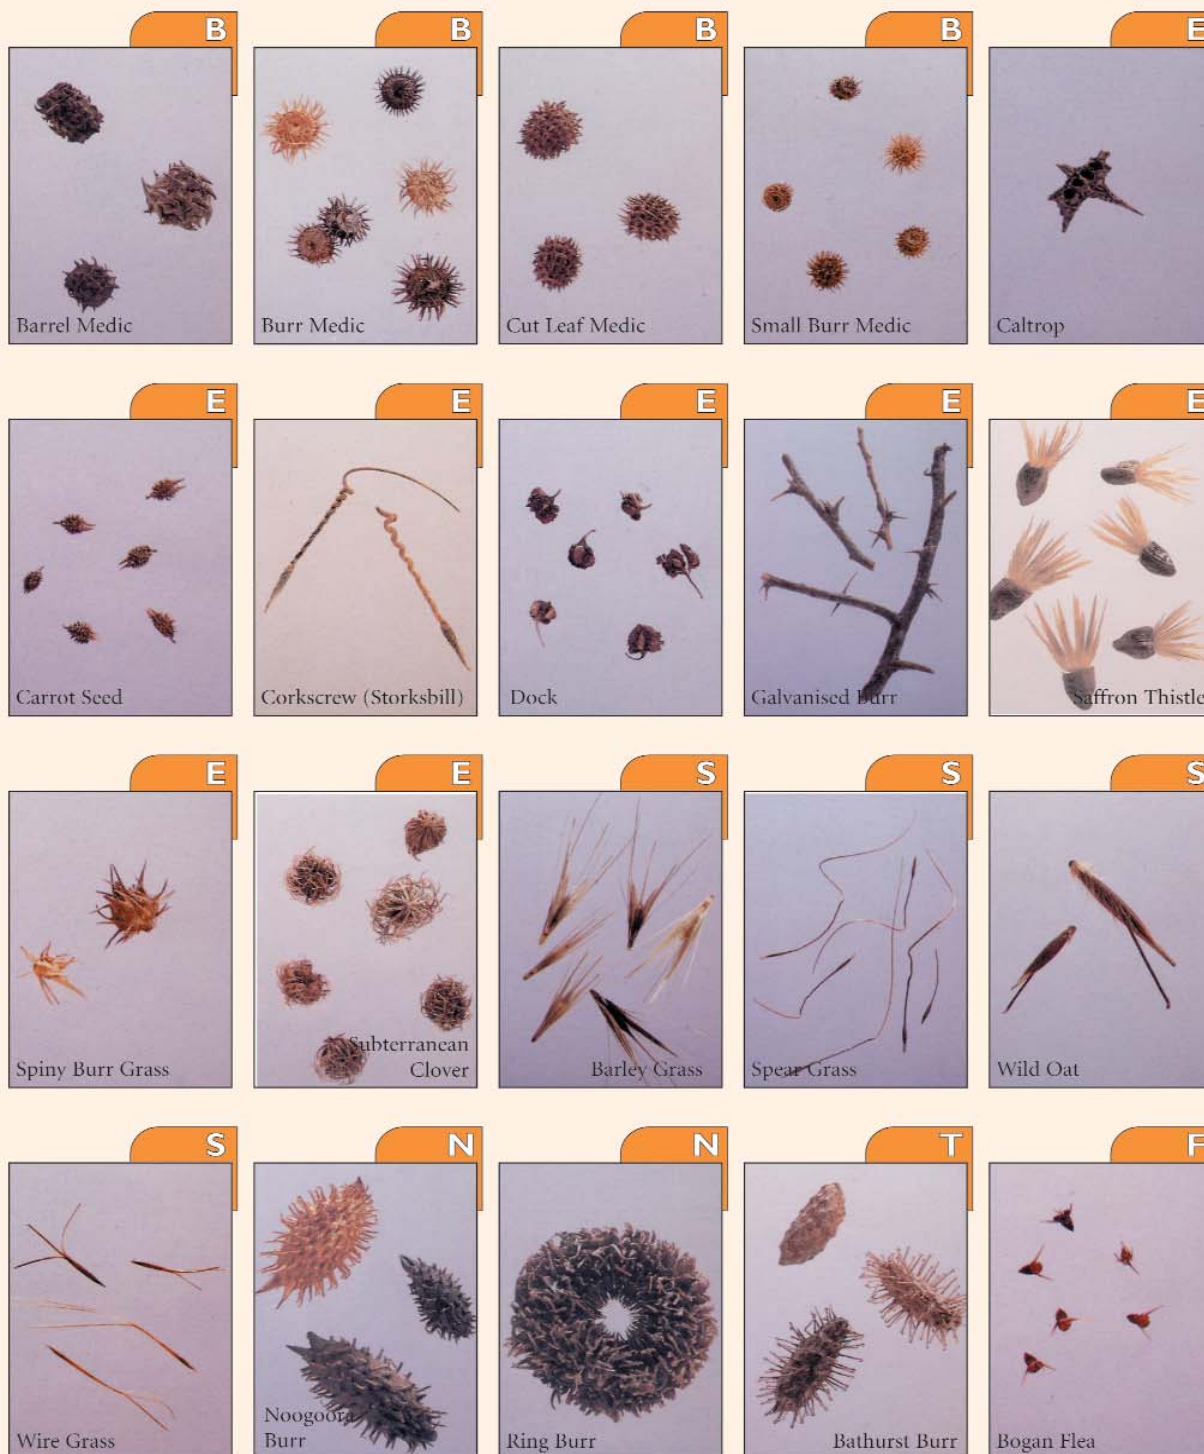 B
B
B
B
E
Barrel Medic
Burr Medic
Cut Leaf Medic
Small Burr Medic
Caltrop
E
E
E
E
E
Carrot Seed
Corkscrew (Storksbill)
Dock
Galvanised Burr
Saffron Thistle
E
E
S
S
S
Spiny Burr Grass
Subterranean
Clover
Barley Grass
Spear Grass
Wild Oat
S
N
N
T
F
Wire Grass
Noogoora
Burr
Ring Burr
Bathurst Burr
Bogan Flea